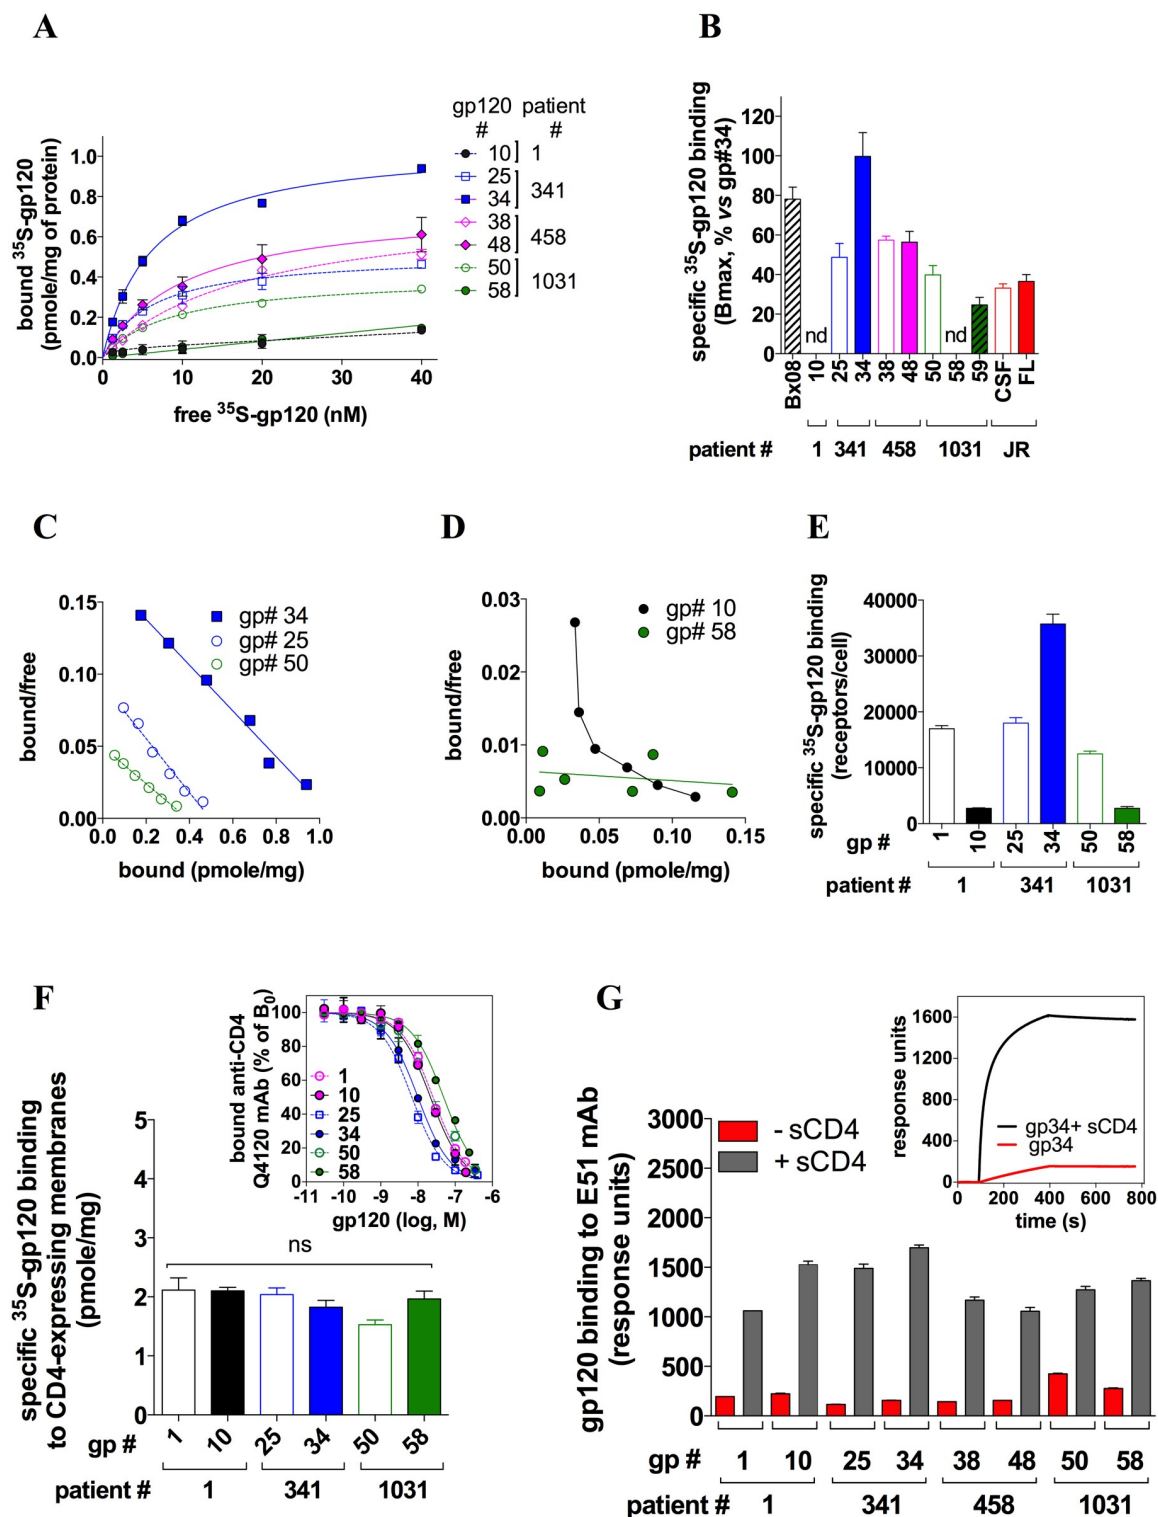 A
bound ³⁵S-gp120
(pmole/mg of protein)
1.0
0.8
0.6
0.4
0.2
0.0
0 10 20 30 40
free ³⁵S-gp120 (nM)
gp120 patient
# #
10 1
25
34
341
38
48
458
50
58
1031
B
specific ³⁵S-gp120 binding
(Bmax, % vs gp#34)
120
100
80
60
40
20
0
nd nd
Bx08 10 25 34 38 48 50 58 59 CSF FL
patient # 1 341 458 1031 JR
C
bound/free
0.15
0.10
0.05
0.00
gp# 34
gp# 25
gp# 50
0.0 0.2 0.4 0.6 0.8 1.0
bound (pmole/mg)
D
bound/free
0.03
0.02
0.01
0.00
gp# 10
gp# 58
0.00 0.05 0.10 0.15
bound (pmole/mg)
E
specific ³⁵S-gp120 binding
(receptors/cell)
40000
30000
20000
10000
0
gp # 1 10 25 34 50 58
patient # 1 341 1031
F
specific ³⁵S-gp120 binding
to CD4-expressing membranes
(pmole/mg)
5
4
3
2
1
0
ns
gp # 1 10 25 34 50 58
patient # 1 341 1031
bound anti-CD4
Q4120 mAb (% of B₀)
100
80
60
40
20
0
1
10
25
34
50
58
-11 -10 -9 -8 -7 -6
gp120 (log, M)
G
gp120 binding to E51 mAb
(response units)
3000
2500
2000
1500
1000
500
0
- sCD4
+ sCD4
gp # 1 10 25 34 38 48 50 58
patient # 1 341 458 1031
response units
1600
1200
800
400
0
gp34+ sCD4
gp34
0 200 400 600 800
time (s)